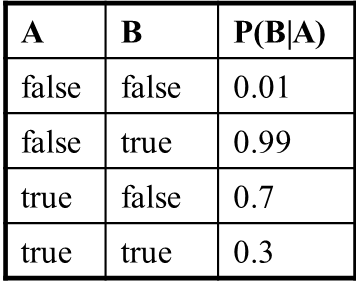 A B P(B|A)
false false 0.01
false true 0.99
true false 0.7
true true 0.3